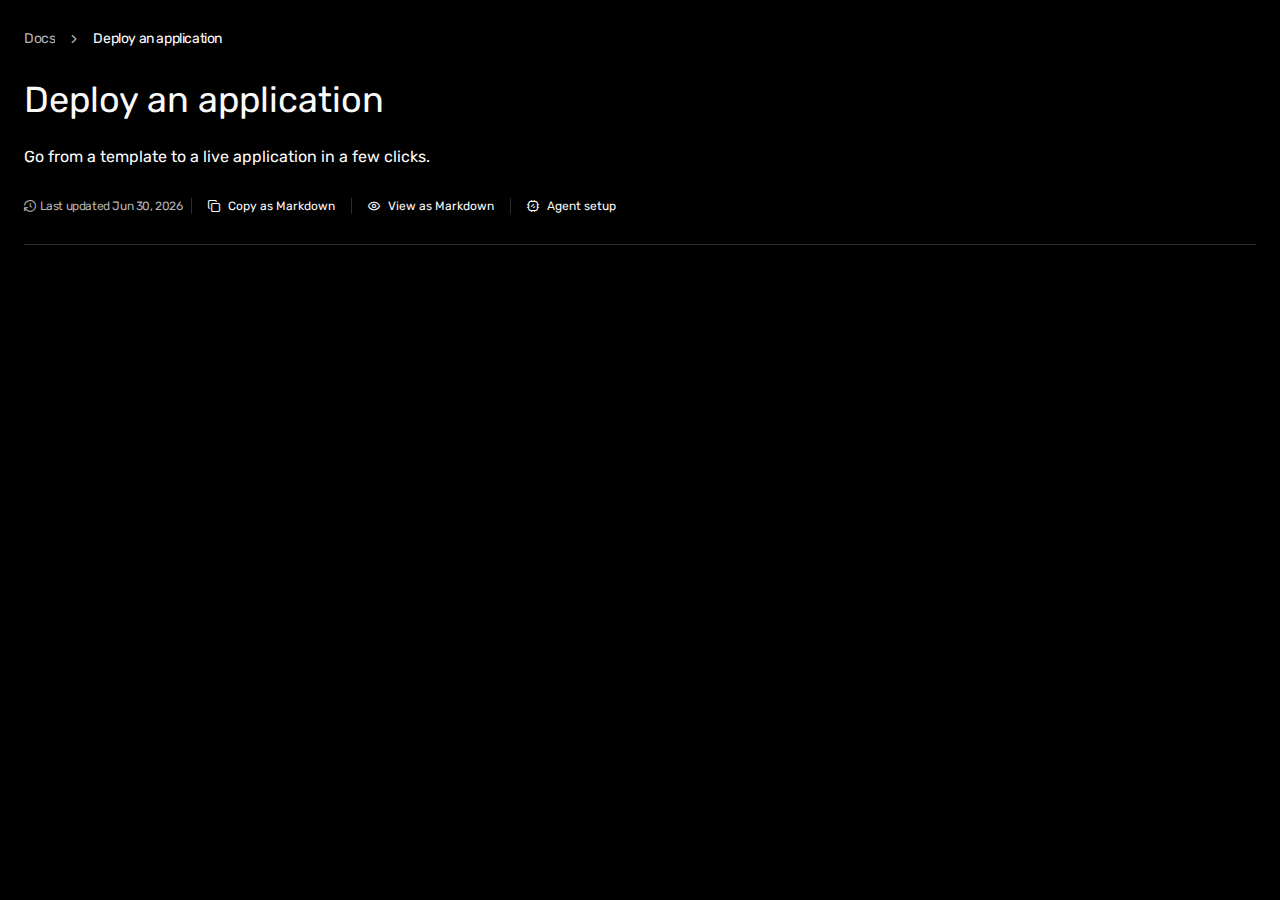 Docs > Deploy an application
Deploy an application
Go from a template to a live application in a few clicks.
Last updated Jun 30, 2026 Copy as Markdown View as Markdown Agent setup